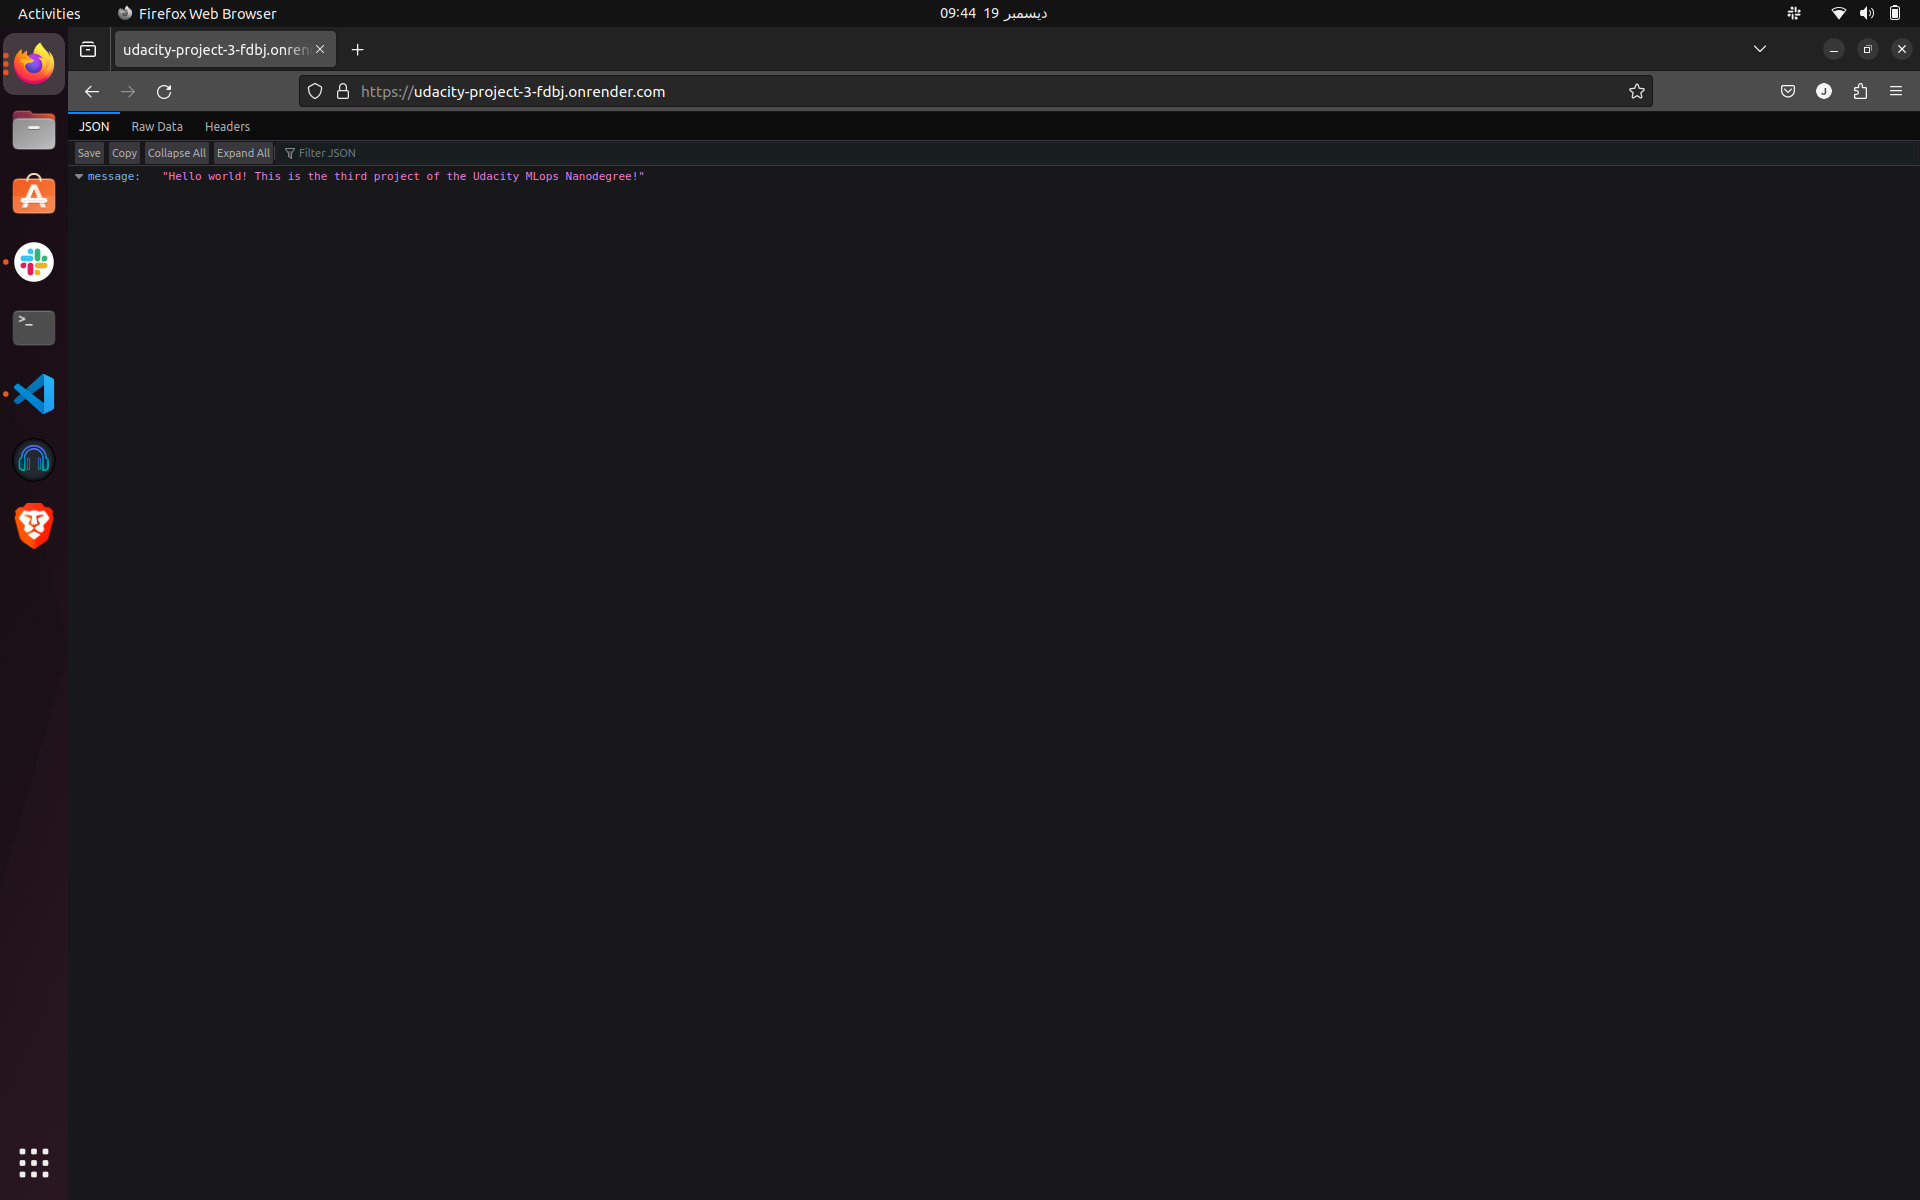 Activities
Firefox Web Browser
09:44 19 ديسمبر
udacity-project-3-fdbj.onren
https://udacity-project-3-fdbj.onrender.com
J
JSON Raw Data Headers
Save Copy Collapse All Expand All Filter JSON
message: "Hello world! This is the third project of the Udacity MLops Nanodegree!"